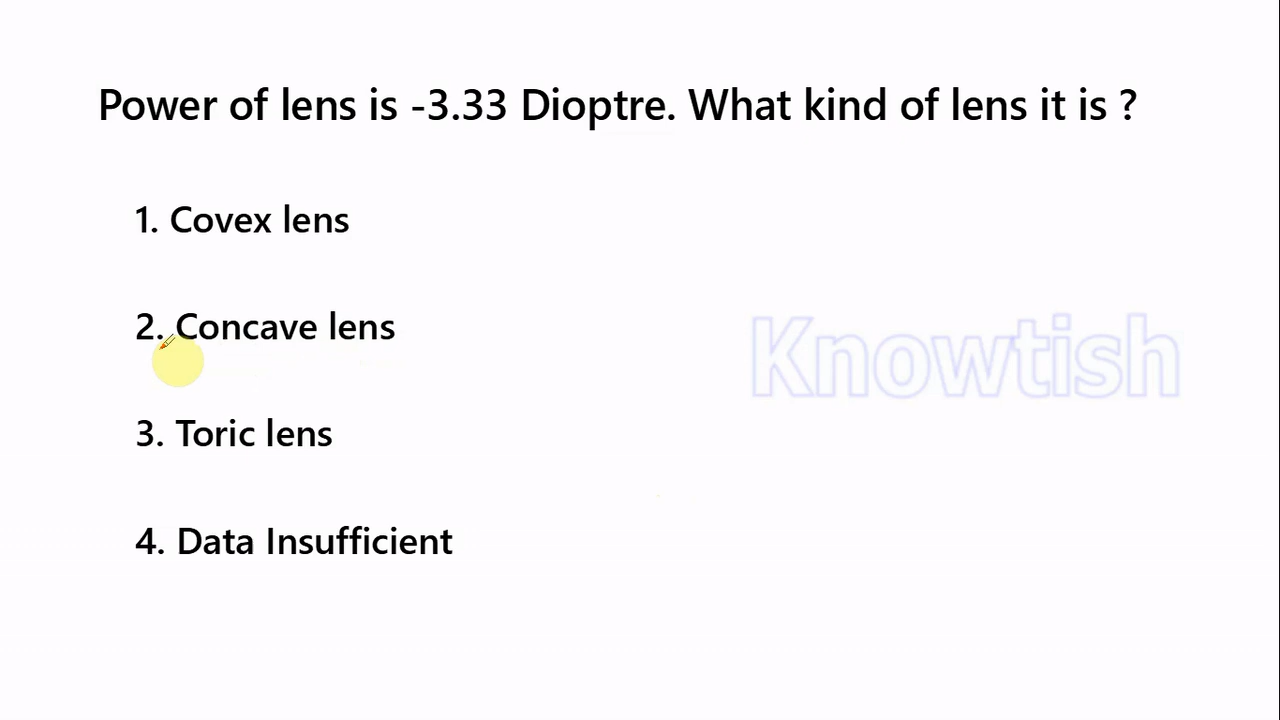 Power of lens is -3.33 Dioptre. What kind of lens it is ?
1. Covex lens
2. Concave lens
Knowtish
3. Toric lens
4. Data Insufficient